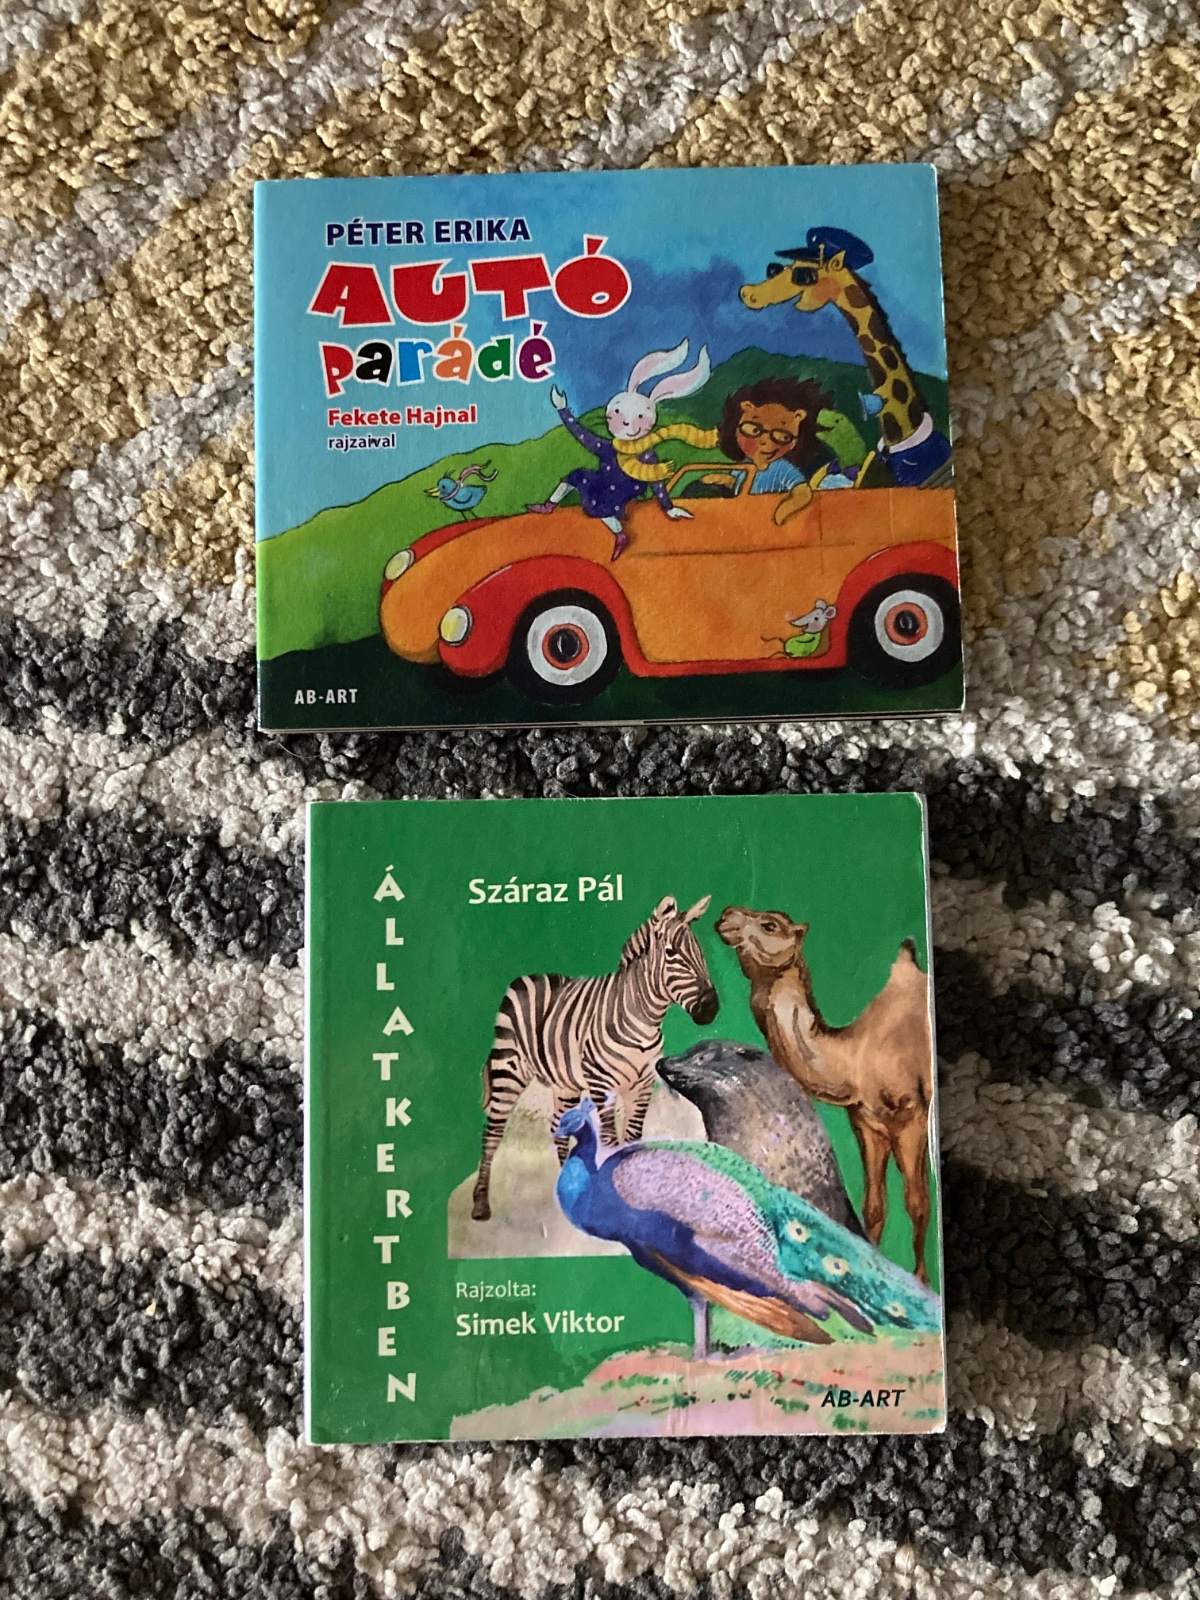 PÉTER ERIKA
AUTÓ
parádé
Fekete Hajnal
rajzaival
AB-ART
ÁLLATKERTBEN
Száraz Pál
Rajzolta:
Simek Viktor
AB-ART